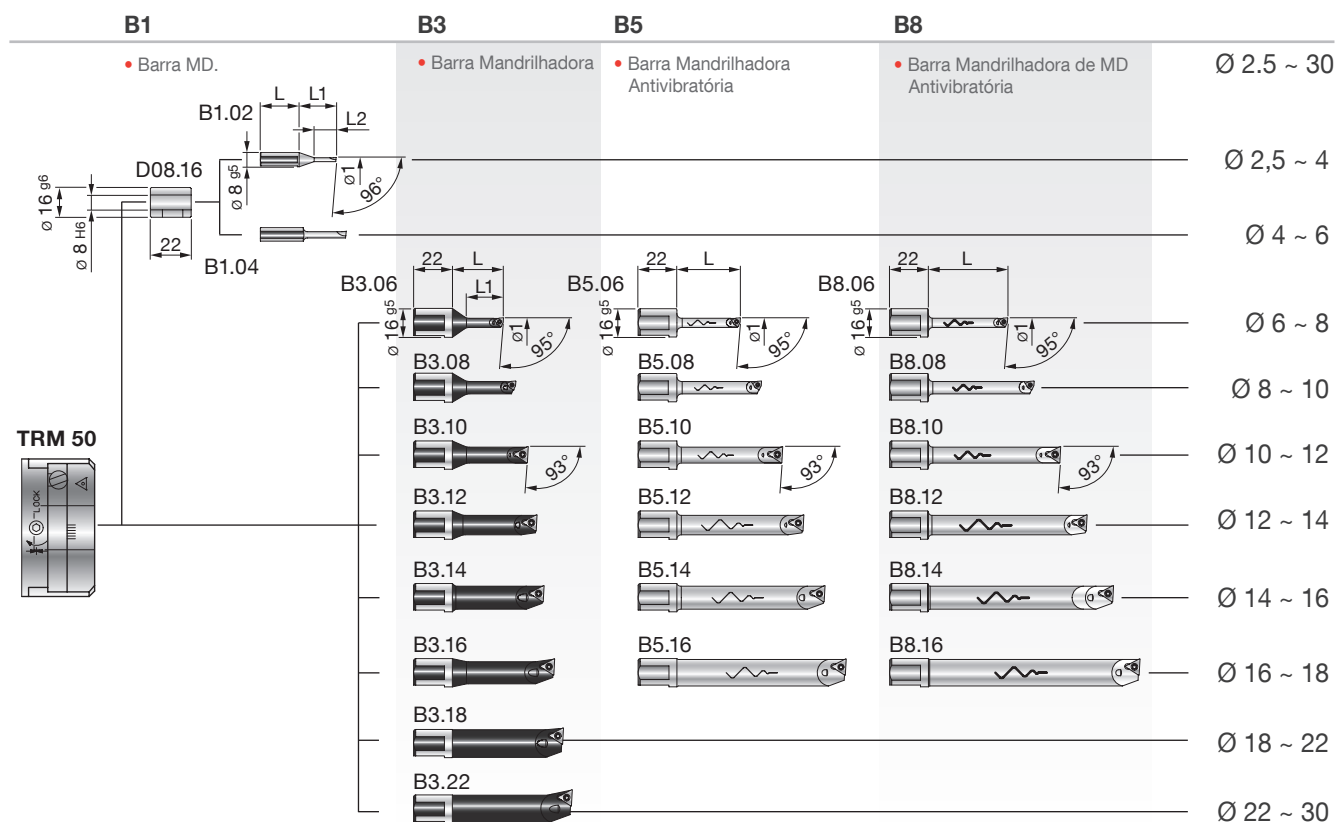 B1
B3
B5
B8
• Barra MD.
• Barra Mandrilhadora
• Barra Mandrilhadora
Antivibratória
• Barra Mandrilhadora de MD
Antivibratória
Ø 2.5 ~ 30
B1.02
L
L1
L2
Ø 8 g5
Ø1
96°
Ø 2,5 ~ 4
D08.16
Ø 16 g6
Ø 8 H6
22
B1.04
Ø 4 ~ 6
B3.06
22
L
L1
Ø 16 g5
Ø1
95°
B5.06
22
L
Ø 16 g5
Ø1
95°
B8.06
22
L
Ø 16 g5
Ø1
95°
Ø 6 ~ 8
B3.08
B5.08
B8.08
Ø 8 ~ 10
TRM 50
LOCK
B3.10
93°
B5.10
93°
B8.10
93°
Ø 10 ~ 12
B3.12
B5.12
B8.12
Ø 12 ~ 14
B3.14
B5.14
B8.14
Ø 14 ~ 16
B3.16
B5.16
B8.16
Ø 16 ~ 18
B3.18
Ø 18 ~ 22
B3.22
Ø 22 ~ 30